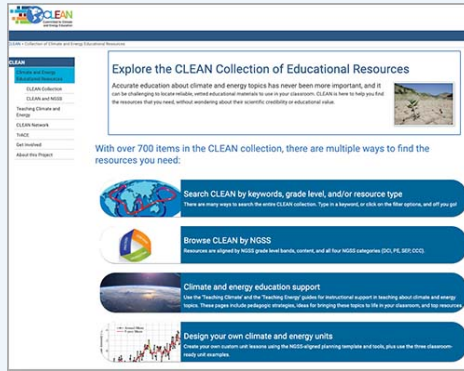 CLEAN
Committed to Climate
and Energy Education
CLEAN > Collection of Climate and Energy Educational Resources
CLEAN
Climate and Energy
Educational Resources
CLEAN Collection
CLEAN and NGSS
Teaching Climate and
Energy
CLEAN Network
TrACE
Get Involved
About this Project
Explore the CLEAN Collection of Educational Resources
Accurate education about climate and energy topics has never been more important, and it
can be challenging to locate reliable, vetted educational materials to use in your classroom. CLEAN is here to help you find
the resources that you need, without wondering about their scientific credibility or educational value.
With over 700 items in the CLEAN collection, there are multiple ways to find the
resources you need:
Search CLEAN by keywords, grade level, and/or resource type
There are many ways to search the entire CLEAN collection. Type in a keyword, or click on the filter options, and off you go!
Browse CLEAN by NGSS
Resources are aligned by NGSS grade level bands, content, and all four NGSS categories (DCI, PE, SEP, CCC).
Climate and energy education support
Use the 'Teaching Climate' and the 'Teaching Energy' guides for instructional support in teaching about climate and energy
topics. These pages include pedagogic strategies, ideas for bringing these topics to life in your classroom, and top resources
Design your own climate and energy units
Create your own custom unit lessons using the NGSS-aligned planning template and tools, plus use the three classroom-
ready unit examples.